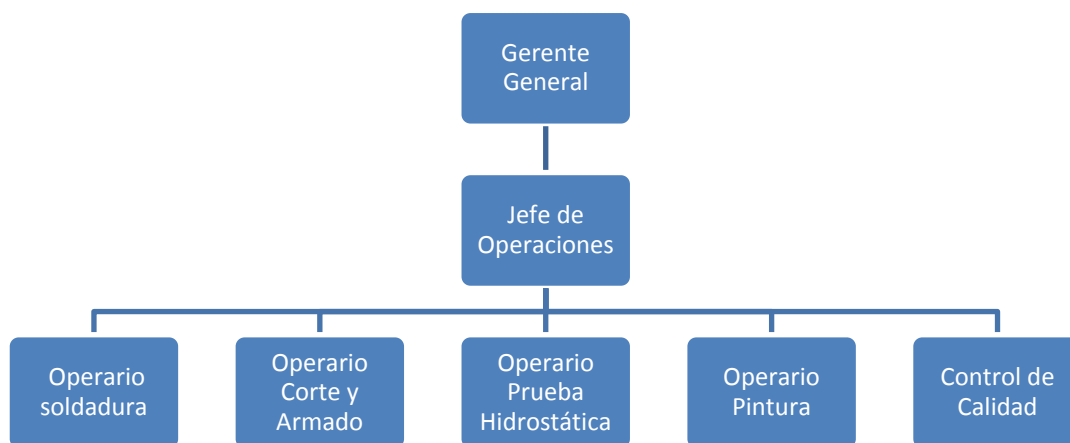 Gerente
General
Jefe de
Operaciones
Operario
soldadura
Operario
Corte y
Armado
Operario
Prueba
Hidrostática
Operario
Pintura
Control de
Calidad